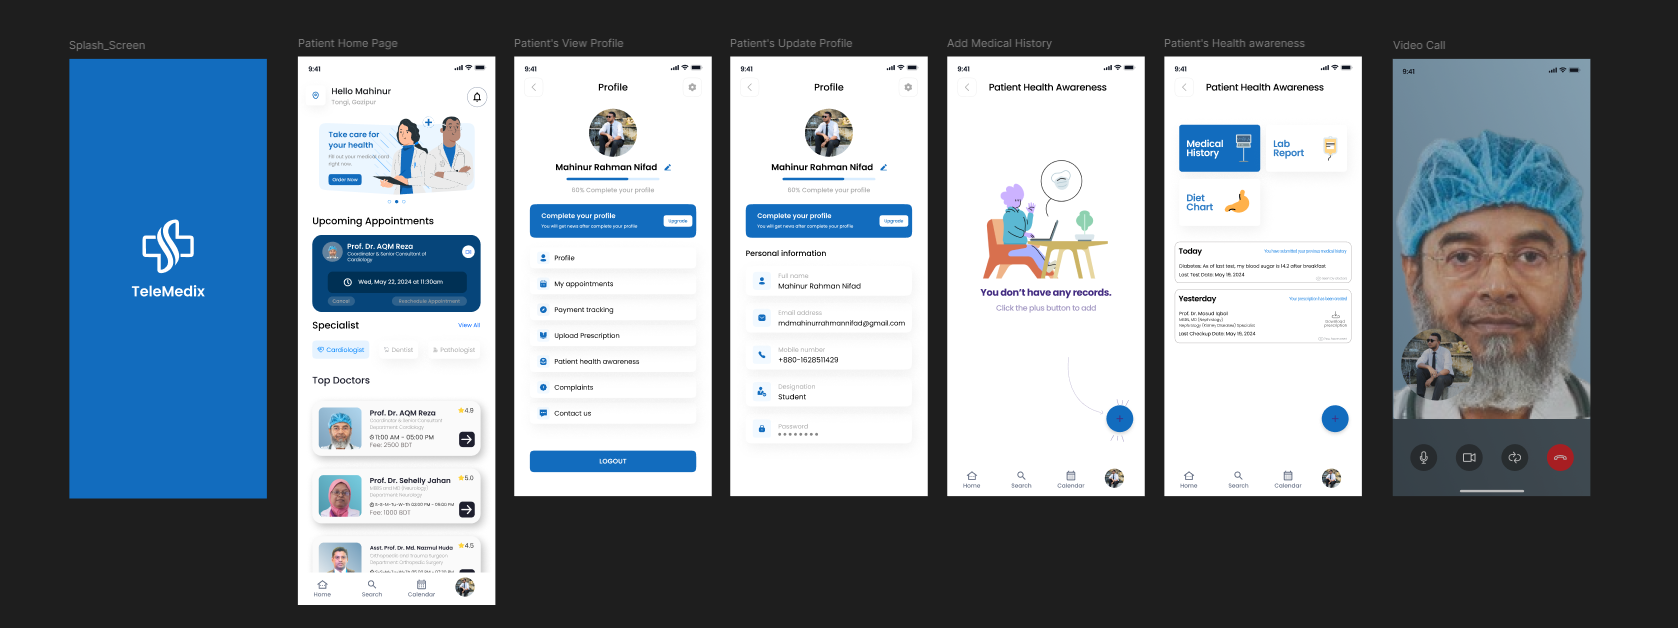 Splash_Screen
TeleMedix
Patient Home Page
9:41
Hello Mahinur
Tongi, Gazipur
Take care for
your health
Fill out your medical card
right now.
Order Now
Upcoming Appointments
Prof. Dr. AQM Reza
Coordinator & Senior Consultant of
Cardiology
Wed, May 22, 2024 at 11:30am
Cancel
Reschedule Appointment
Specialist
View All
Cardiologist
Dentist
Pathologist
Top Doctors
Prof. Dr. AQM Reza
4.9
Coordinator & Senior Consultant
Department Cardiology
11:00 AM - 05:00 PM
Fee: 2500 BDT
Prof. Dr. Sehelly Jahan
5.0
MBBS and MD (Neurology)
Department Neurology
Fee: 1000 BDT
Asst. Prof. Dr. Md. Nazmul Huda
4.5
Orthopaedic and Trauma Surgeon
Department Orthopedic Surgery
Home
Search
Calendar
Patient's View Profile
9:41
Profile
Mahinur Rahman Nifad
60% Complete your profile
Complete your profile
You will get news after complete your profile
Upgrade
Profile
My appointments
Payment tracking
Upload Prescription
Patient health awareness
Complaints
Contact us
LOGOUT
Patient's Update Profile
9:41
Profile
Mahinur Rahman Nifad
60% Complete your profile
Complete your profile
You will get news after complete your profile
Upgrade
Personal information
Full name
Mahinur Rahman Nifad
Email address
mdmahinurrahmannifad@gmail.com
Mobile number
+880-1628511429
Designation
Student
Password
Add Medical History
9:41
Patient Health Awareness
You don't have any records.
Click the plus button to add
Home
Search
Calendar
Patient's Health awareness
9:41
Patient Health Awareness
Medical
History
Lab
Report
Diet
Chart
Today
You have submitted your previous medical history
Diabetes. As of last test, my blood sugar is 14.2 after breakfast
Last Test Date: May 19, 2024
Yesterday
Your prescription has been added
Prof. Dr. Masud Iqbal
MBBS, MD (Nephrology)
Nephrology (Kidney Diseases) Specialist
Last Checkup Date: May 19, 2024
Download
prescription
Home
Search
Calendar
Video Call
9:41